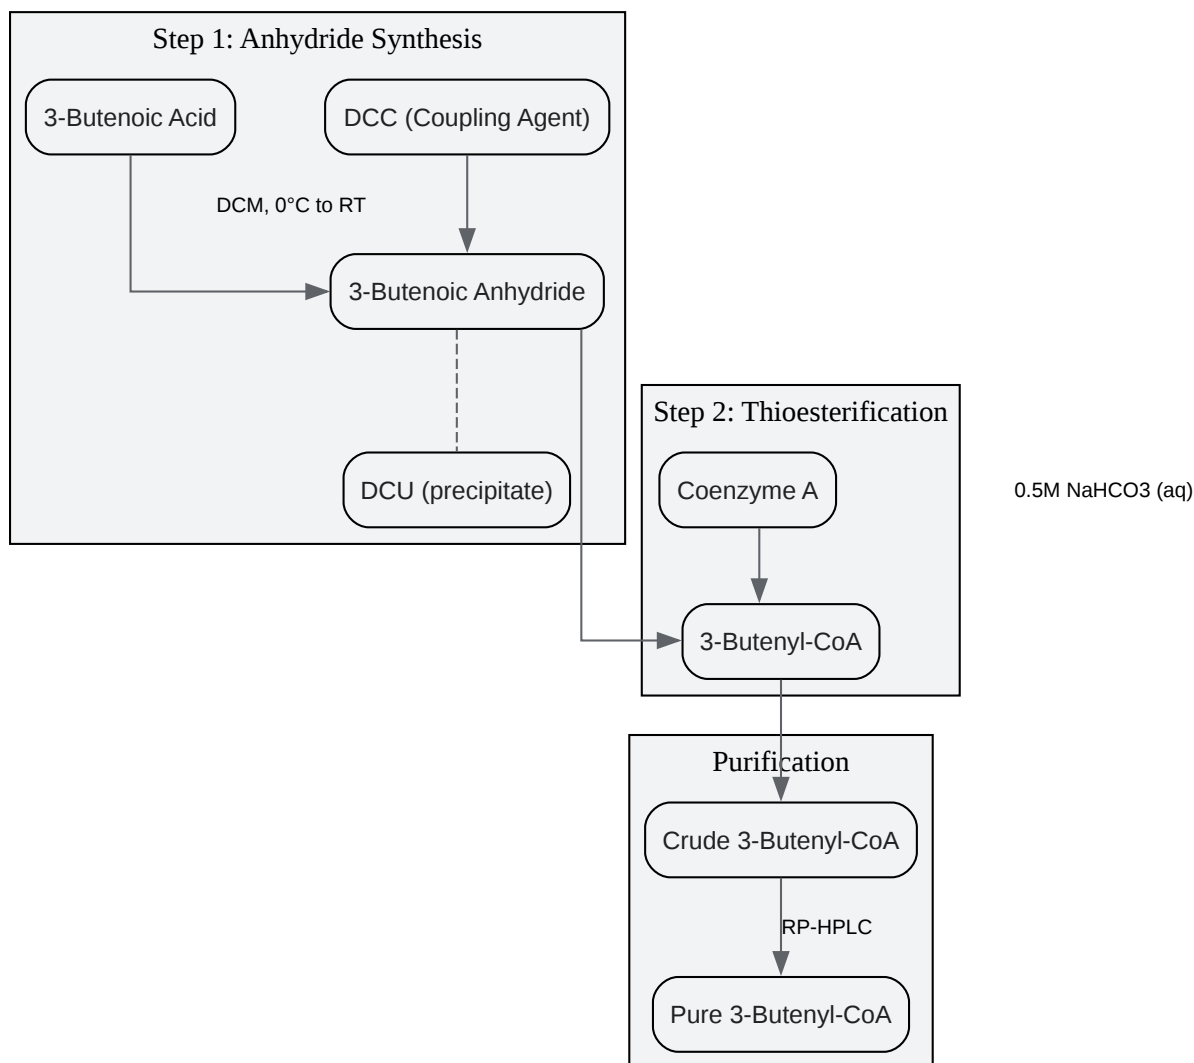 Step 1: Anhydride Synthesis
3-Butenoic Acid
DCC (Coupling Agent)
DCM, 0°C to RT
3-Butenoic Anhydride
DCU (precipitate)
Step 2: Thioesterification
Coenzyme A
0.5M NaHCO3 (aq)
3-Butenyl-CoA
Purification
Crude 3-Butenyl-CoA
RP-HPLC
Pure 3-Butenyl-CoA